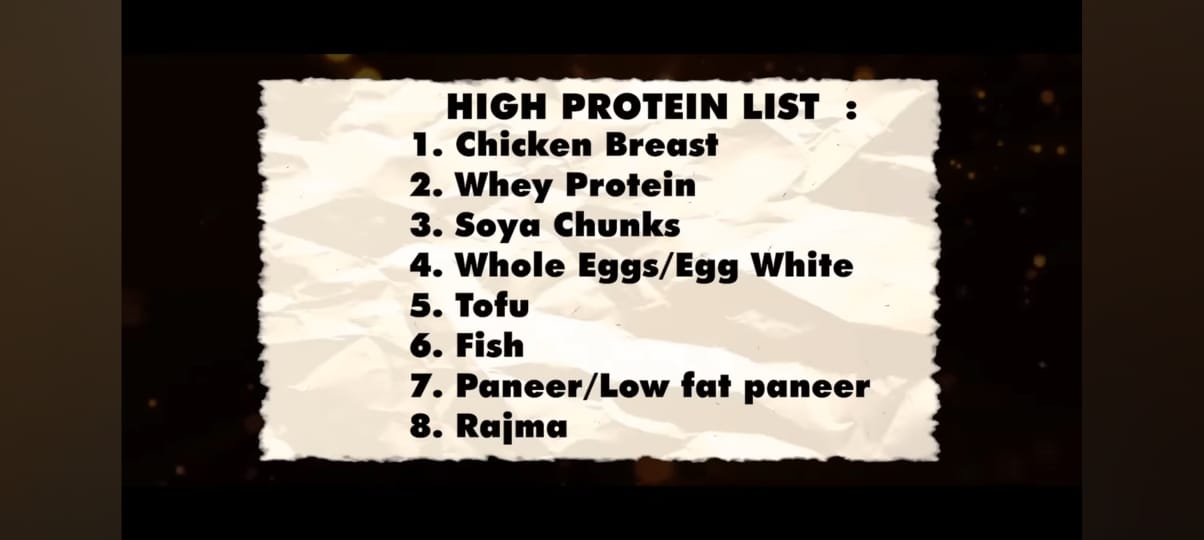 HIGH PROTEIN LIST :
1. Chicken Breast
2. Whey Protein
3. Soya Chunks
4. Whole Eggs/Egg White
5. Tofu
6. Fish
7. Paneer/Low fat paneer
8. Rajma